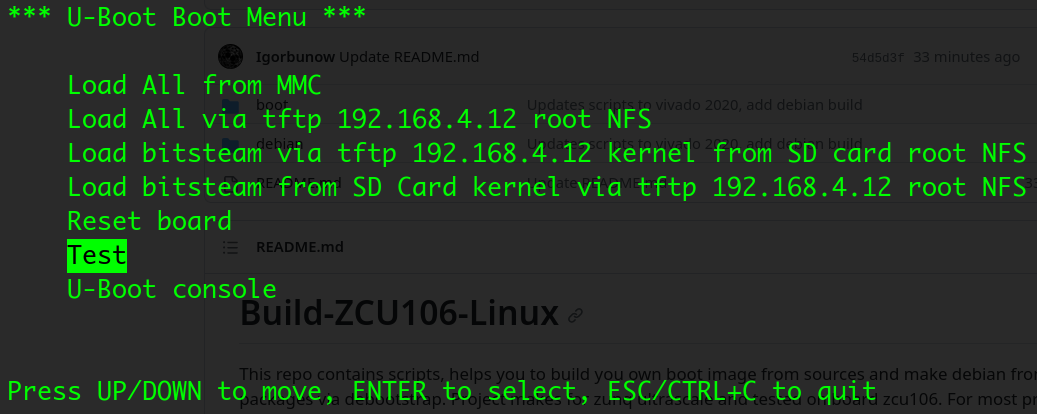 *** U-Boot Boot Menu ***
Igorbunow Update README.md 54d5d3f 33 minutes ago
Load All from MMC
boot Updates scripts to vivado 2020, add debian build
Load All via tftp 192.168.4.12 root NFS
debian Updates scripts to vivado 2020, add debian build
Load bitsteam via tftp 192.168.4.12 kernel from SD card root NFS
README.md Update README.md
Load bitsteam from SD Card kernel via tftp 192.168.4.12 root NFS
Reset board
README.md
Test
U-Boot console
Build-ZCU106-Linux
This repo contains scripts, helps you to build you own boot image from sources and make debian
Press UP/DOWN to move, ENTER to select, ESC/CTRL+C to quit
packages via debootstrap. Project makes for zunq ultrascale and tested on board zcu106. For most